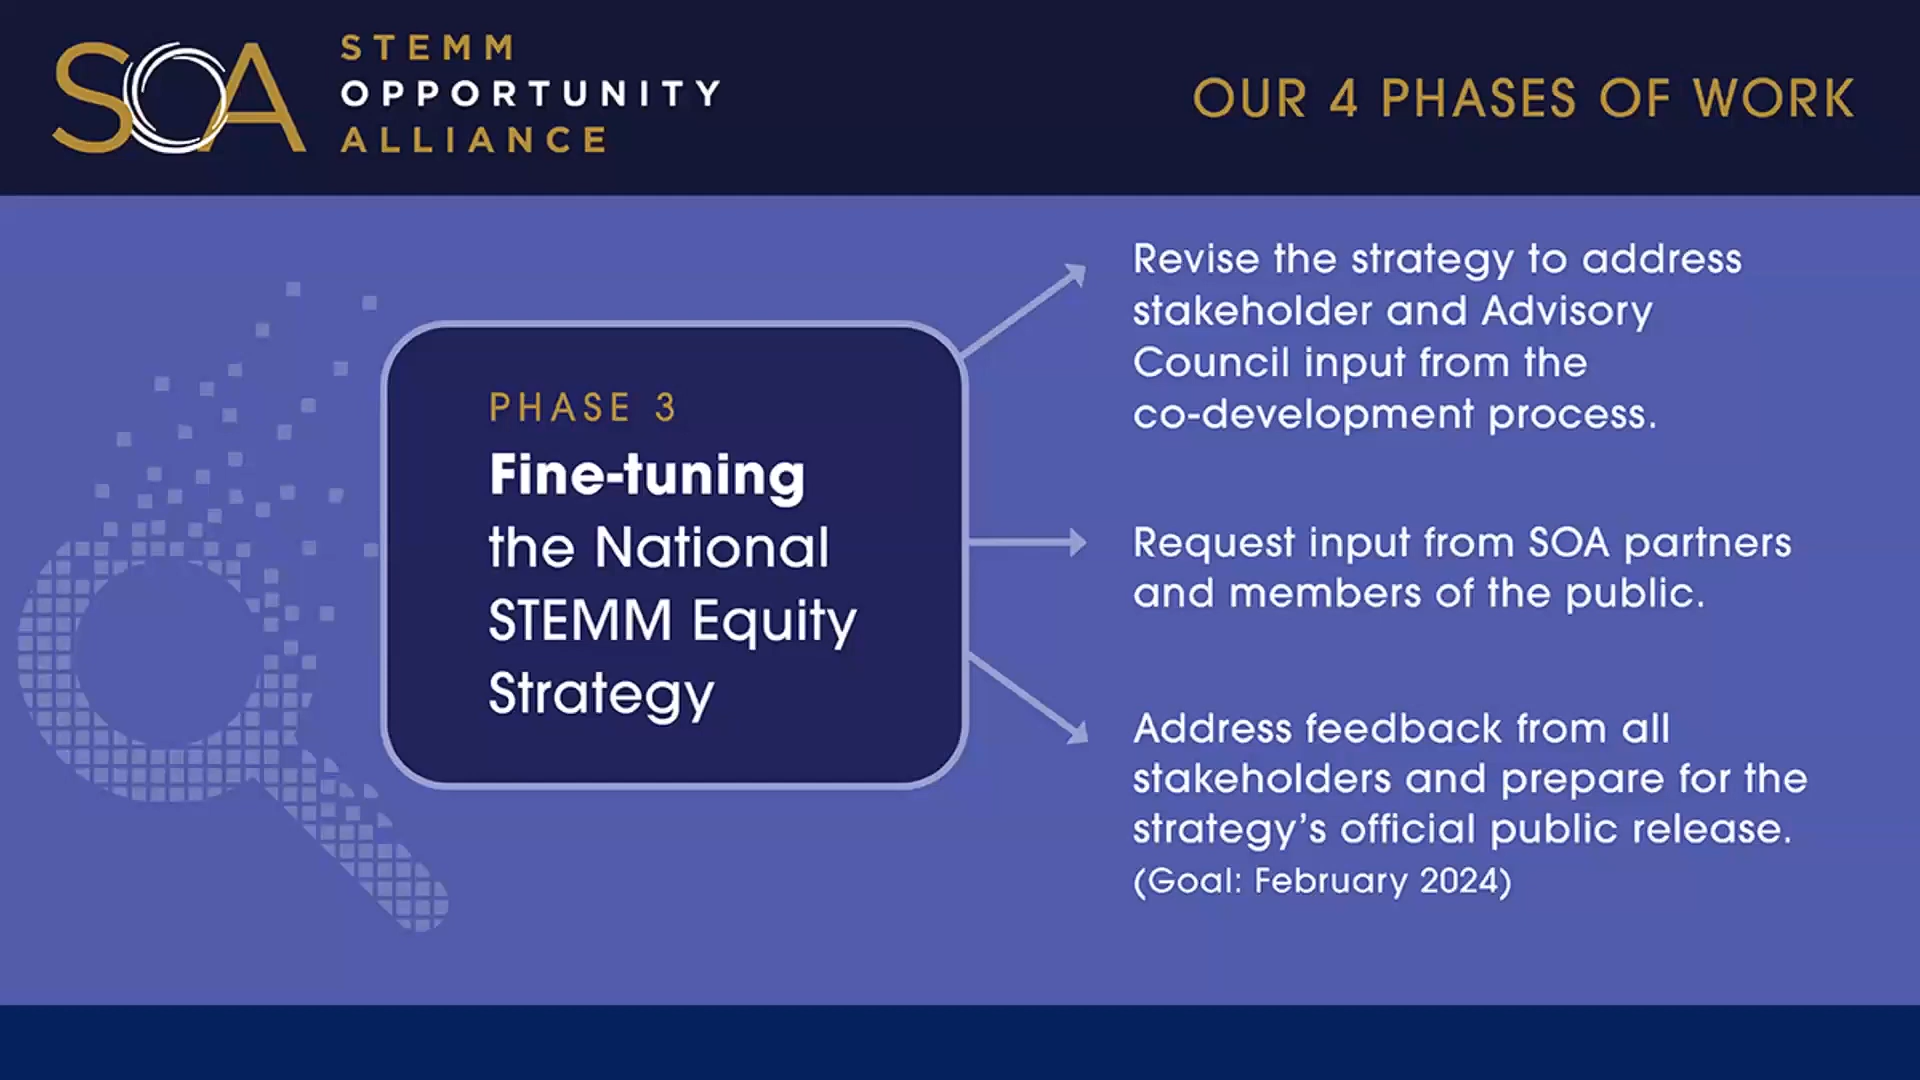 SOA
STEMM
OPPORTUNITY
ALLIANCE
OUR 4 PHASES OF WORK
PHASE 3
Fine-tuning
the National
STEMM Equity
Strategy
Revise the strategy to address
stakeholder and Advisory
Council input from the
co-development process.
Request input from SOA partners
and members of the public.
Address feedback from all
stakeholders and prepare for the
strategy’s official public release.
(Goal: February 2024)